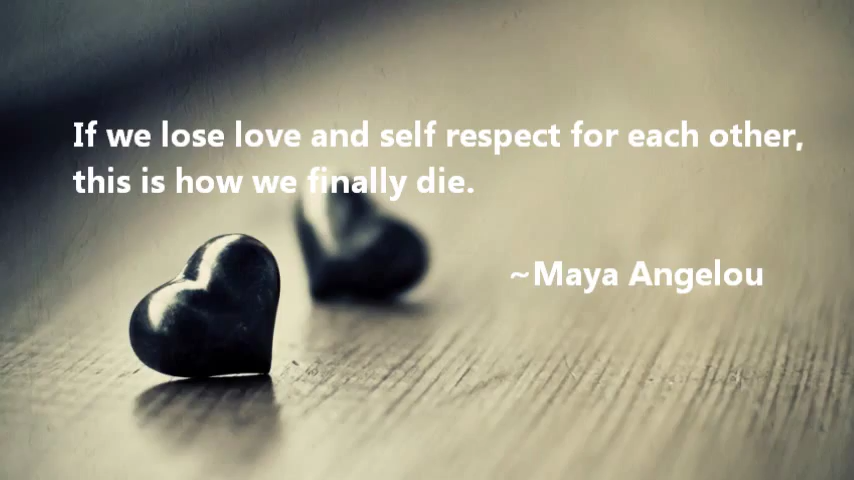 If we lose love and self respect for each other,
this is how we finally die.
~Maya Angelou